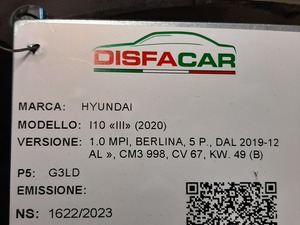 DISFACAR
MARCA: HYUNDAI
MODELLO: I10 «III» (2020)
VERSIONE: 1.0 MPI, BERLINA, 5 P., DAL 2019-12
AL », CM3 998, CV 67, KW. 49 (B)
P5: G3LD
EMISSIONE:
NS: 1622/2023